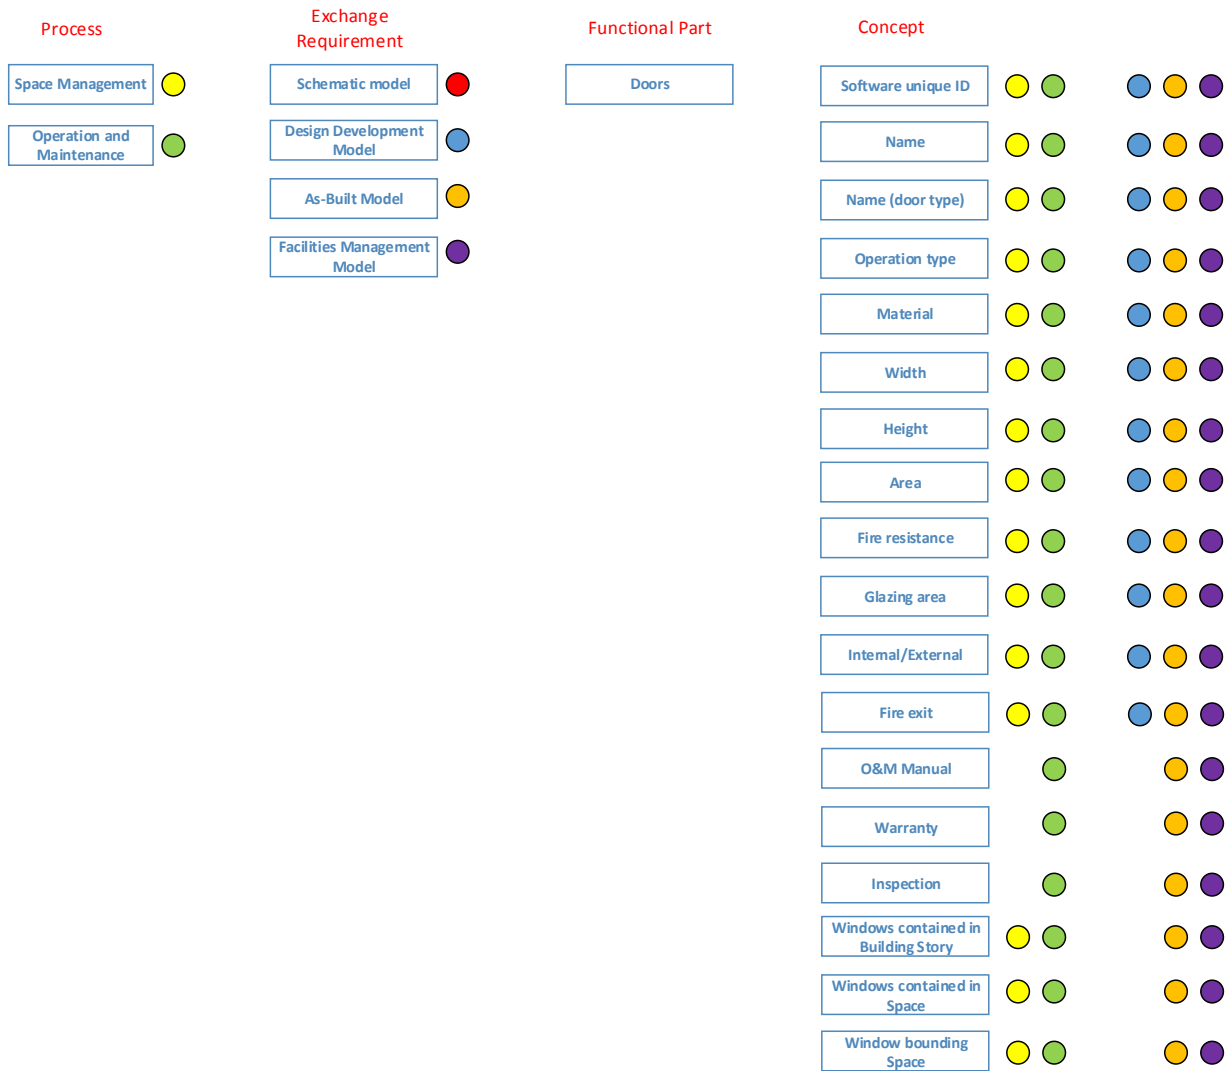 Process
Exchange
Requirement
Functional Part
Concept
Space Management
Operation and
Maintenance
Schematic model
Design Development
Model
As-Built Model
Facilities Management
Model
Doors
Software unique ID
Name
Name (door type)
Operation type
Material
Width
Height
Area
Fire resistance
Glazing area
Internal/External
Fire exit
O&M Manual
Warranty
Inspection
Windows contained in
Building Story
Windows contained in
Space
Window bounding
Space